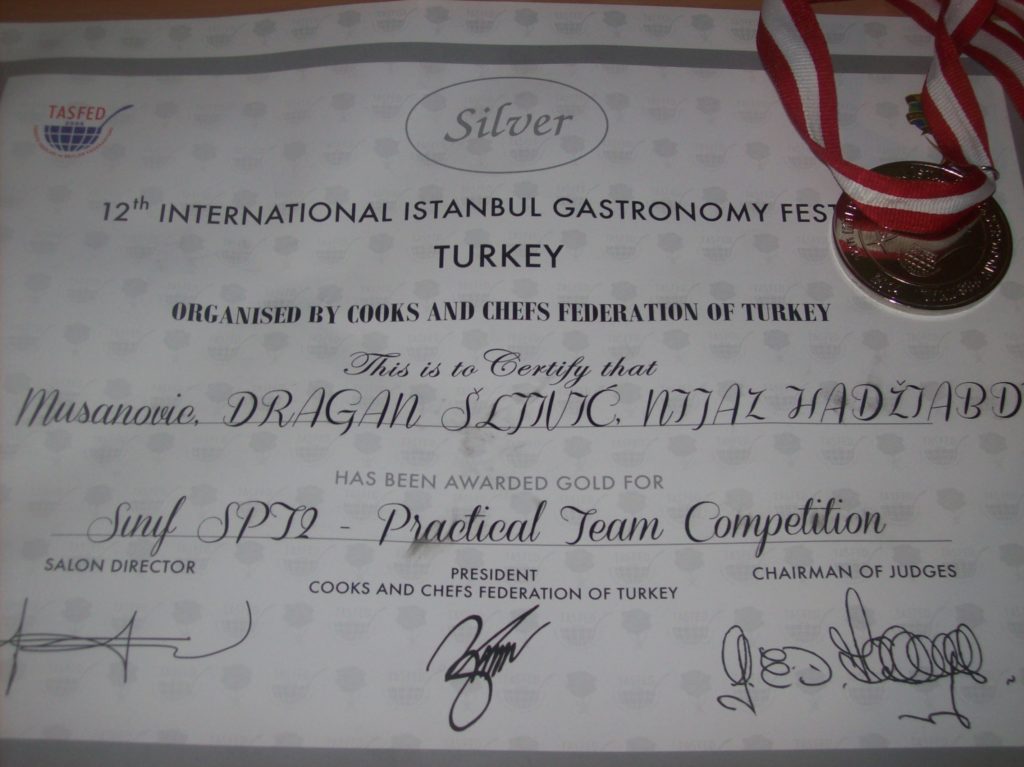 TASFED
Silver
12th INTERNATIONAL ISTANBUL GASTRONOMY FEST
TURKEY
ORGANISED BY COOKS AND CHEFS FEDERATION OF TURKEY
This is to Certify that
Musanovic, DRAGAN ŠLJIVIĆ, NIJAZ HADŽIABD
HAS BEEN AWARDED GOLD FOR
Sınıf SPT2 - Practical Team Competition
SALON DIRECTOR
PRESIDENT
COOKS AND CHEFS FEDERATION OF TURKEY
CHAIRMAN OF JUDGES